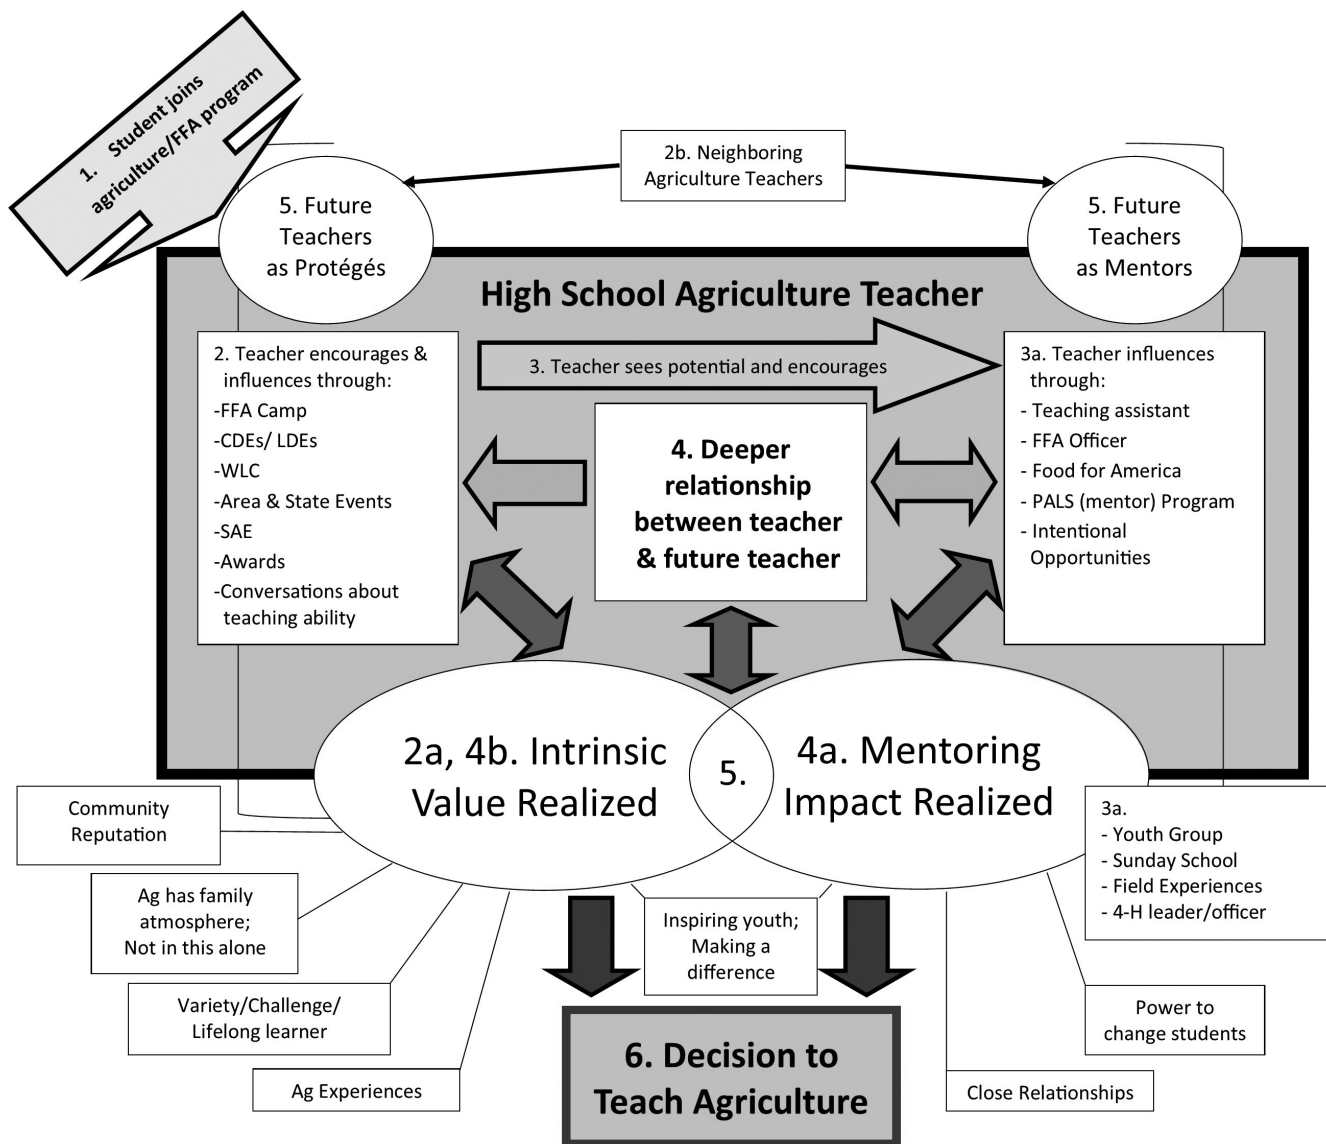 1. Student joins
agriculture/FFA program
2b. Neighboring
Agriculture Teachers
5. Future
Teachers
as Protégés
5. Future
Teachers
as Mentors
High School Agriculture Teacher
2. Teacher encourages &
influences through:
-FFA Camp
-CDEs/ LDEs
-WLC
-Area & State Events
-SAE
-Awards
-Conversations about
teaching ability
3. Teacher sees potential and encourages
4. Deeper
relationship
between teacher
& future teacher
3a. Teacher influences
through:
- Teaching assistant
- FFA Officer
- Food for America
- PALS (mentor) Program
- Intentional
Opportunities
2a, 4b. Intrinsic
Value Realized
5.
4a. Mentoring
Impact Realized
Community
Reputation
Ag has family
atmosphere;
Not in this alone
Variety/Challenge/
Lifelong learner
Ag Experiences
Inspiring youth;
Making a
difference
3a.
- Youth Group
- Sunday School
- Field Experiences
- 4-H leader/officer
Power to
change students
Close Relationships
6. Decision to
Teach Agriculture